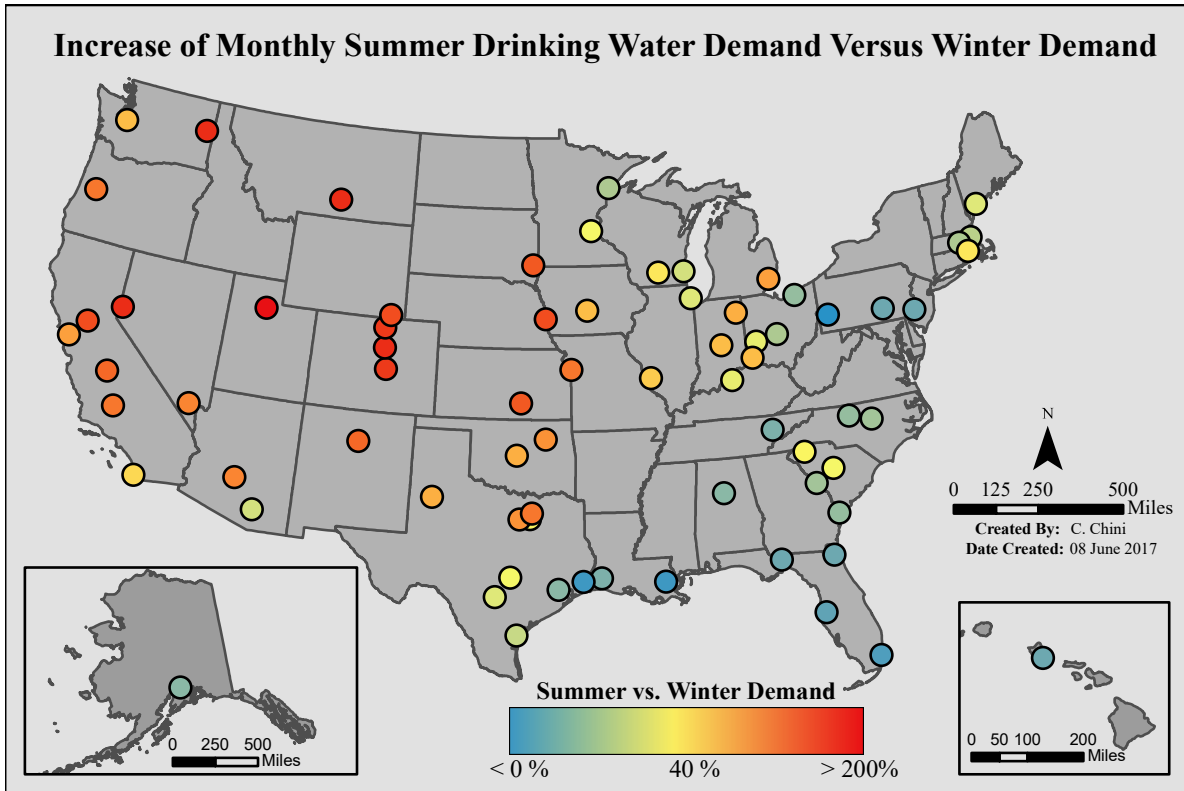 Increase of Monthly Summer Drinking Water Demand Versus Winter Demand
N
0 125 250 500
Miles
Created By: C. Chini
Date Created: 08 June 2017
0 250 500
Miles
Summer vs. Winter Demand
< 0 % 40 % > 200%
0 50 100 200
Miles